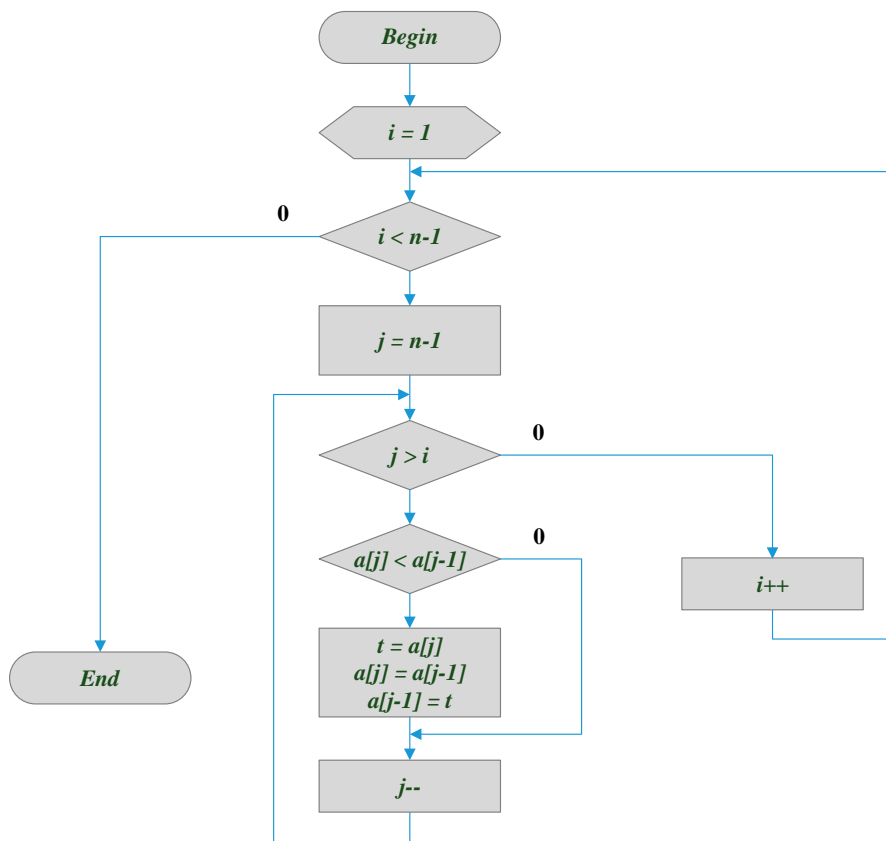 Begin
i = 1
0
i < n-1
j = n-1
0
j > i
0
a[j] < a[j-1]
i++
t = a[j]
a[j] = a[j-1]
a[j-1] = t
End
j--